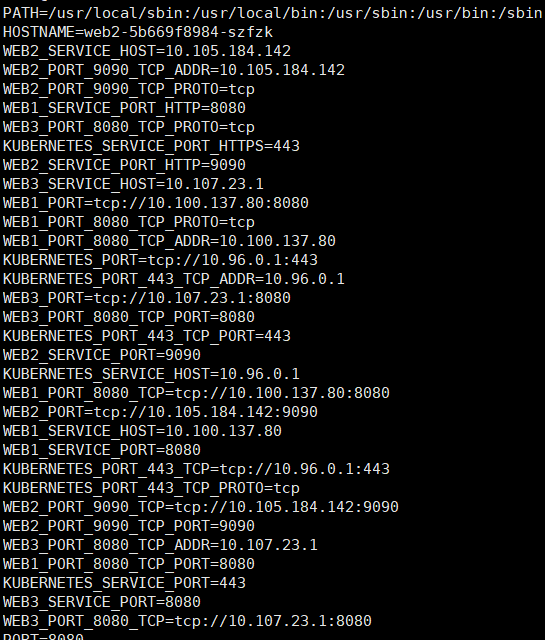 PATH=/usr/local/sbin:/usr/local/bin:/usr/sbin:/usr/bin:/sbin
HOSTNAME=web2-5b669f8984-szfzk
WEB2_SERVICE_HOST=10.105.184.142
WEB2_PORT_9090_TCP_ADDR=10.105.184.142
WEB2_PORT_9090_TCP_PROTO=tcp
WEB1_SERVICE_PORT_HTTP=8080
WEB3_PORT_8080_TCP_PROTO=tcp
KUBERNETES_SERVICE_PORT_HTTPS=443
WEB2_SERVICE_PORT_HTTP=9090
WEB3_SERVICE_HOST=10.107.23.1
WEB1_PORT=tcp://10.100.137.80:8080
WEB1_PORT_8080_TCP_PROTO=tcp
WEB1_PORT_8080_TCP_ADDR=10.100.137.80
KUBERNETES_PORT=tcp://10.96.0.1:443
KUBERNETES_PORT_443_TCP_ADDR=10.96.0.1
WEB3_PORT=tcp://10.107.23.1:8080
WEB3_PORT_8080_TCP_PORT=8080
KUBERNETES_PORT_443_TCP_PORT=443
WEB2_SERVICE_PORT=9090
KUBERNETES_SERVICE_HOST=10.96.0.1
WEB1_PORT_8080_TCP=tcp://10.100.137.80:8080
WEB2_PORT=tcp://10.105.184.142:9090
WEB1_SERVICE_HOST=10.100.137.80
WEB1_SERVICE_PORT=8080
KUBERNETES_PORT_443_TCP=tcp://10.96.0.1:443
KUBERNETES_PORT_443_TCP_PROTO=tcp
WEB2_PORT_9090_TCP=tcp://10.105.184.142:9090
WEB2_PORT_9090_TCP_PORT=9090
WEB3_PORT_8080_TCP_ADDR=10.107.23.1
WEB1_PORT_8080_TCP_PORT=8080
KUBERNETES_SERVICE_PORT=443
WEB3_SERVICE_PORT=8080
WEB3_PORT_8080_TCP=tcp://10.107.23.1:8080
PORT=8080